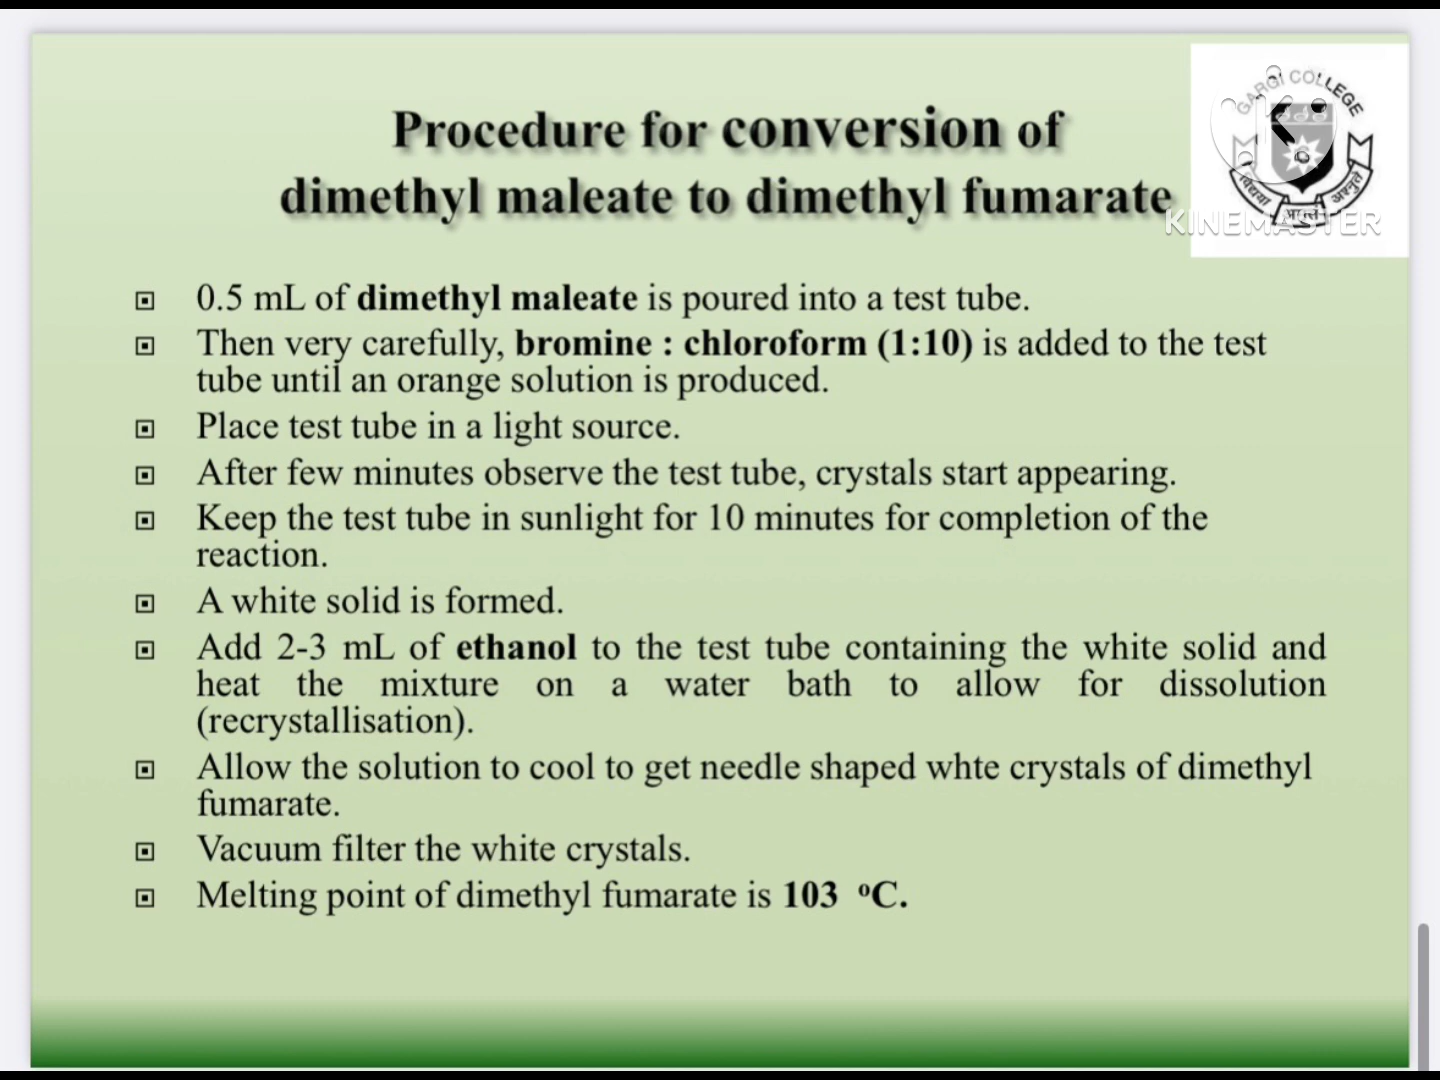 GARGI COLLEGE
KINEMASTER
Procedure for conversion of
dimethyl maleate to dimethyl fumarate
0.5 mL of dimethyl maleate is poured into a test tube.
Then very carefully, bromine : chloroform (1:10) is added to the test
tube until an orange solution is produced.
Place test tube in a light source.
After few minutes observe the test tube, crystals start appearing.
Keep the test tube in sunlight for 10 minutes for completion of the
reaction.
A white solid is formed.
Add 2-3 mL of ethanol to the test tube containing the white solid and
heat the mixture on a water bath to allow for dissolution
(recrystallisation).
Allow the solution to cool to get needle shaped whte crystals of dimethyl
fumarate.
Vacuum filter the white crystals.
Melting point of dimethyl fumarate is 103 ºC.